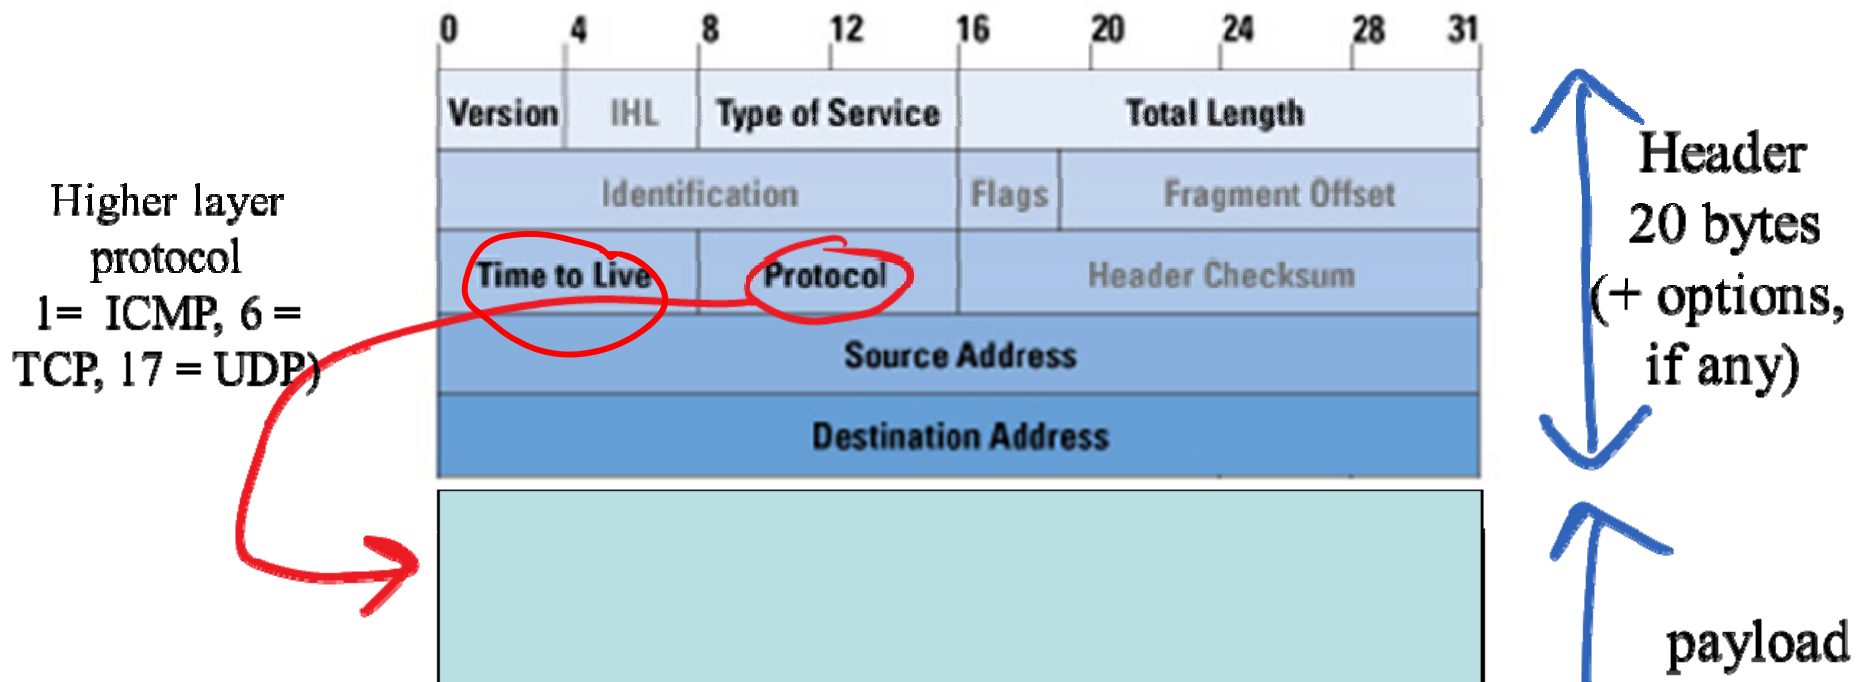 0 4 8 12 16 20 24 28 31
Version IHL Type of Service Total Length
Identification Flags Fragment Offset
Time to Live Protocol Header Checksum
Source Address
Destination Address
Higher layer
protocol
1= ICMP, 6 =
TCP, 17 = UDP)
Header
20 bytes
(+ options,
if any)
payload